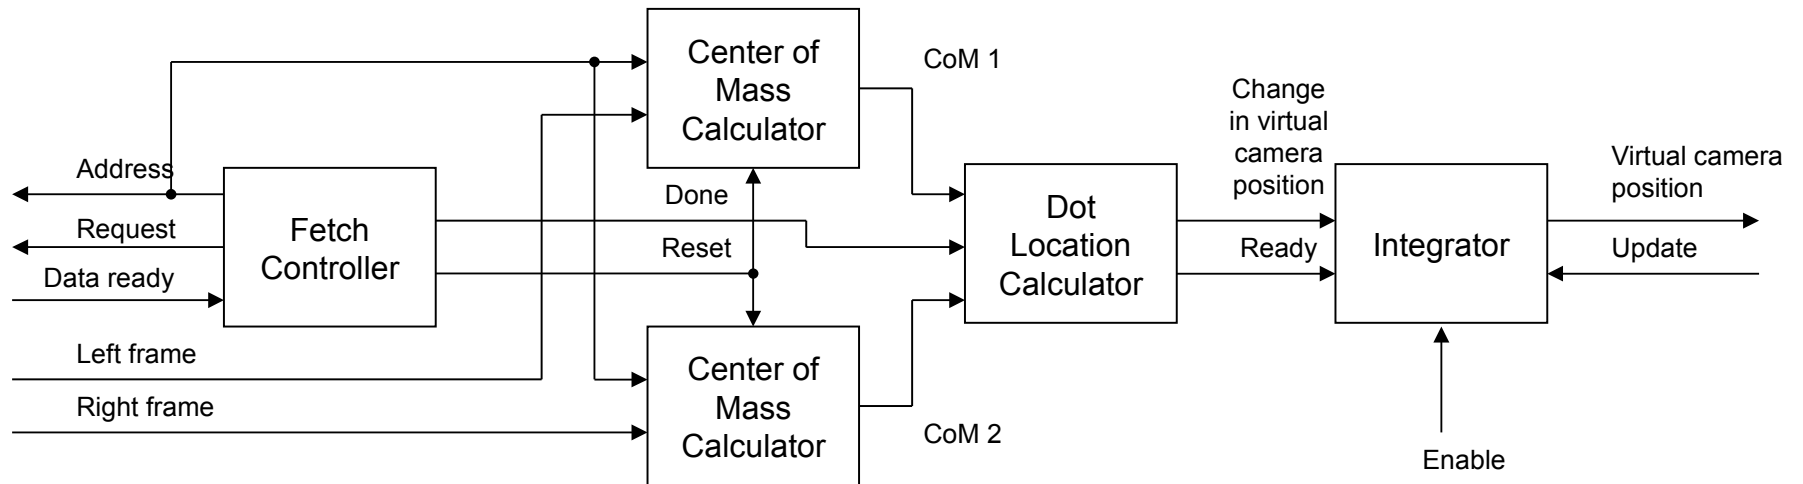 Center of
Mass
Calculator
CoM 1
Change
in virtual
camera
position
Address
Request
Data ready
Fetch
Controller
Done
Reset
Dot
Location
Calculator
Ready
Integrator
Virtual camera
position
Update
Left frame
Right frame
Center of
Mass
Calculator
CoM 2
Enable